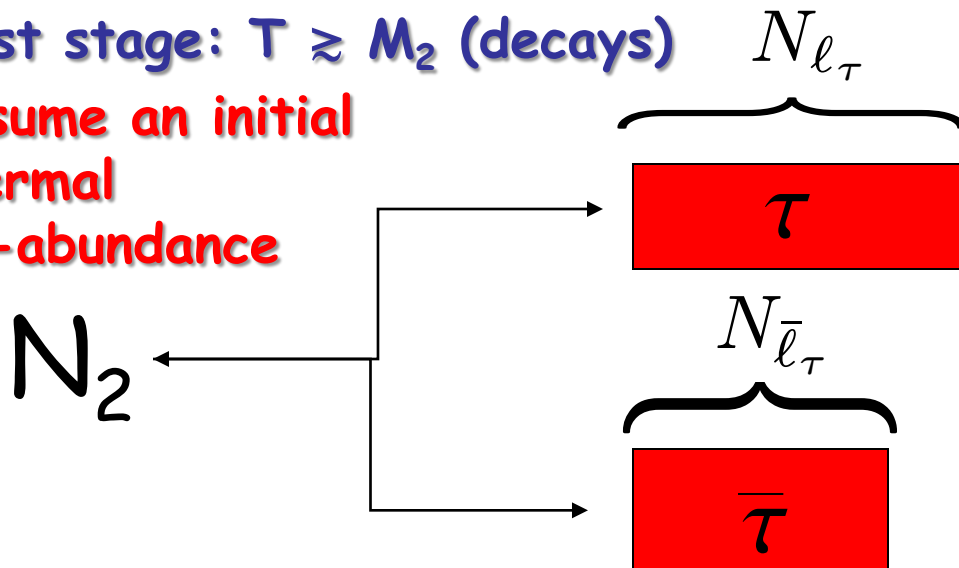 st stage: T ≳ M₂ (decays)
sume an initial
ermal
-abundance
N₂
N_{ℓ_τ}
τ
N_{ℓ̄_τ}
τ̄